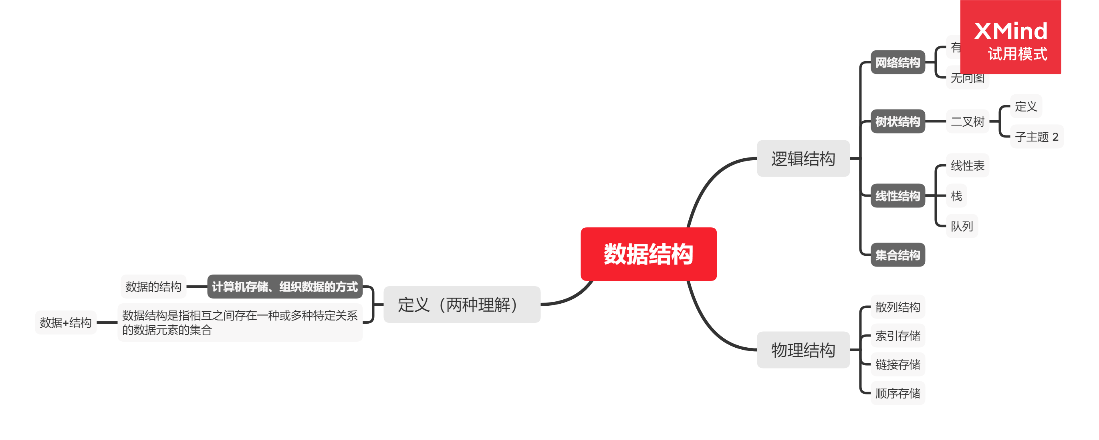 XMind
试用模式
网络结构
有
无向图
树状结构
二叉树
定义
子主题 2
逻辑结构
线性结构
线性表
栈
队列
集合结构
数据结构
定义（两种理解）
计算机存储、组织数据的方式
数据的结构
数据结构是指相互之间存在一种或多种特定关系
的数据元素的集合
数据+结构
物理结构
散列结构
索引存储
链接存储
顺序存储